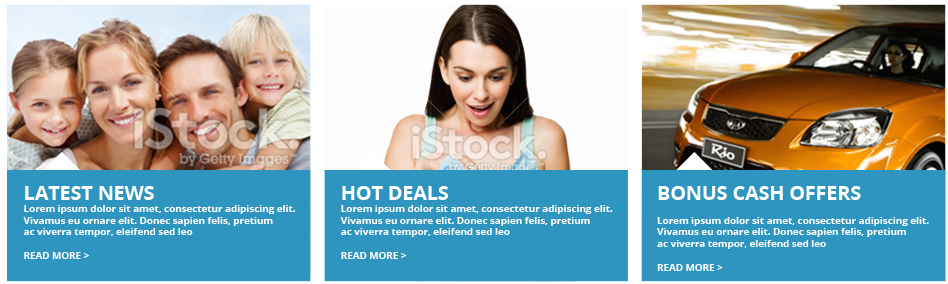 iStock.
by Getty Images™
LATEST NEWS
Lorem ipsum dolor sit amet, consectetur adipiscing elit.
Vivamus eu ornare elit. Donec sapien felis, pretium
ac viverra tempor, eleifend sed leo
READ MORE >
iStock.
by Getty Images
HOT DEALS
Lorem ipsum dolor sit amet, consectetur adipiscing elit.
Vivamus eu ornare elit. Donec sapien felis, pretium
ac viverra tempor, eleifend sed leo
READ MORE >
KIA
Rio
BONUS CASH OFFERS
Lorem ipsum dolor sit amet, consectetur adipiscing elit.
Vivamus eu ornare elit. Donec sapien felis, pretium
ac viverra tempor, eleifend sed leo
READ MORE >